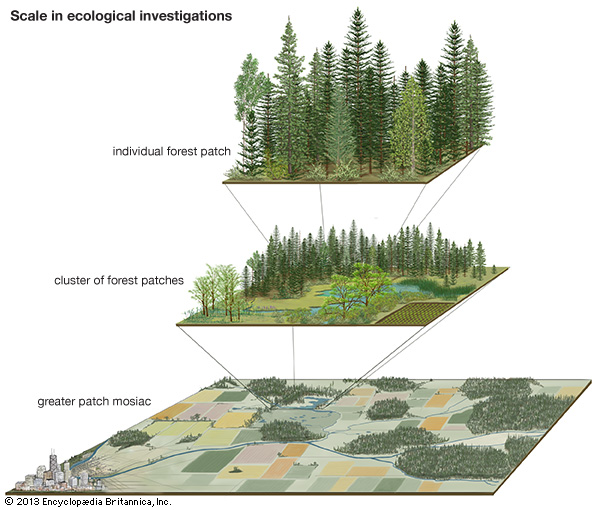 Scale in ecological investigations
individual forest patch
cluster of forest patches
greater patch mosiac
© 2013 Encyclopædia Britannica, Inc.